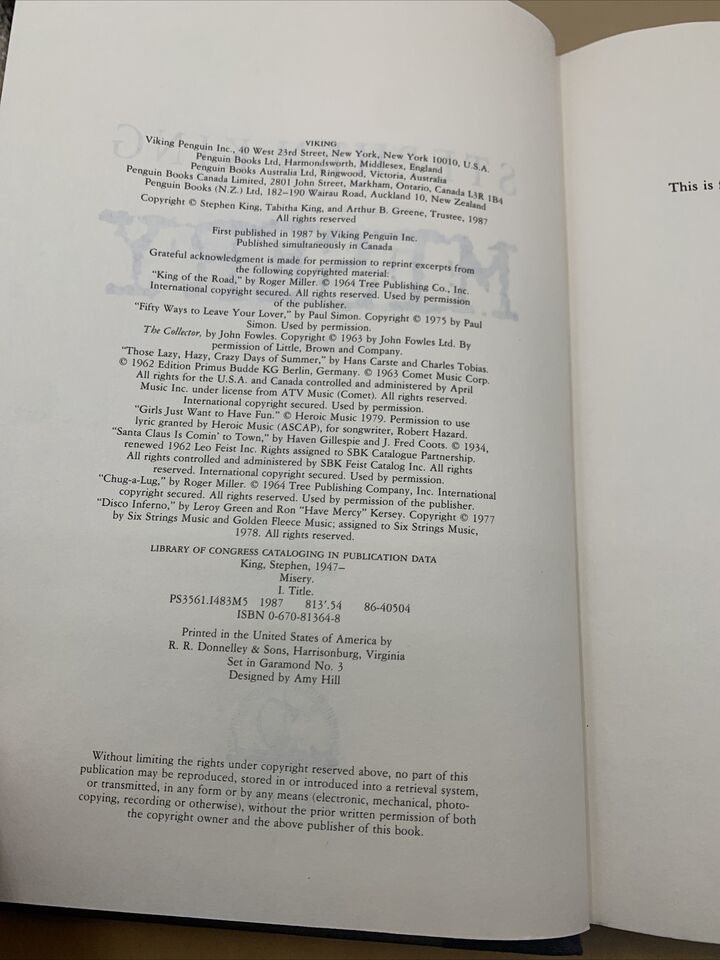 VIKING
Viking Penguin Inc., 40 West 23rd Street, New York, New York 10010, U.S.A.
Penguin Books Ltd, Harmondsworth, Middlesex, England
Penguin Books Australia Ltd, Ringwood, Victoria, Australia
Penguin Books Canada Limited, 2801 John Street, Markham, Ontario, Canada L3R 1B4
Penguin Books (N.Z.) Ltd, 182–190 Wairau Road, Auckland 10, New Zealand
Copyright © Stephen King, Tabitha King, and Arthur B. Greene, Trustee, 1987
All rights reserved
First published in 1987 by Viking Penguin Inc.
Published simultaneously in Canada
Grateful acknowledgment is made for permission to reprint excerpts from
the following copyrighted material:
"King of the Road," by Roger Miller. © 1964 Tree Publishing Co., Inc.
International copyright secured. All rights reserved. Used by permission
of the publisher.
"Fifty Ways to Leave Your Lover," by Paul Simon. Copyright © 1975 by Paul
Simon. Used by permission.
The Collector, by John Fowles. Copyright © 1963 by John Fowles Ltd. By
permission of Little, Brown and Company.
"Those Lazy, Hazy, Crazy Days of Summer," by Hans Carste and Charles Tobias.
© 1962 Edition Primus Budde KG Berlin, Germany. © 1963 Comet Music Corp.
All rights for the U.S.A. and Canada controlled and administered by April
Music Inc. under license from ATV Music (Comet). All rights reserved.
International copyright secured. Used by permission.
"Girls Just Want to Have Fun." © Heroic Music 1979. Permission to use
lyric granted by Heroic Music (ASCAP), for songwriter, Robert Hazard.
"Santa Claus Is Comin' to Town," by Haven Gillespie and J. Fred Coots. © 1934,
renewed 1962 Leo Feist Inc. Rights assigned to SBK Catalogue Partnership.
All rights controlled and administered by SBK Feist Catalog Inc. All rights
reserved. International copyright secured. Used by permission.
"Chug-a-Lug," by Roger Miller. © 1964 Tree Publishing Company, Inc. International
copyright secured. All rights reserved. Used by permission of the publisher.
"Disco Inferno," by Leroy Green and Ron "Have Mercy" Kersey. Copyright © 1977
by Six Strings Music and Golden Fleece Music; assigned to Six Strings Music,
1978. All rights reserved.
LIBRARY OF CONGRESS CATALOGING IN PUBLICATION DATA
King, Stephen, 1947–
Misery.
I. Title.
PS3561.I483M5 1987 813'.54 86-40504
ISBN 0-670-81364-8
Printed in the United States of America by
R. R. Donnelley & Sons, Harrisonburg, Virginia
Set in Garamond No. 3
Designed by Amy Hill
Without limiting the rights under copyright reserved above, no part of this
publication may be reproduced, stored in or introduced into a retrieval system,
or transmitted, in any form or by any means (electronic, mechanical, photo-
copying, recording or otherwise), without the prior written permission of both
the copyright owner and the above publisher of this book.
This is